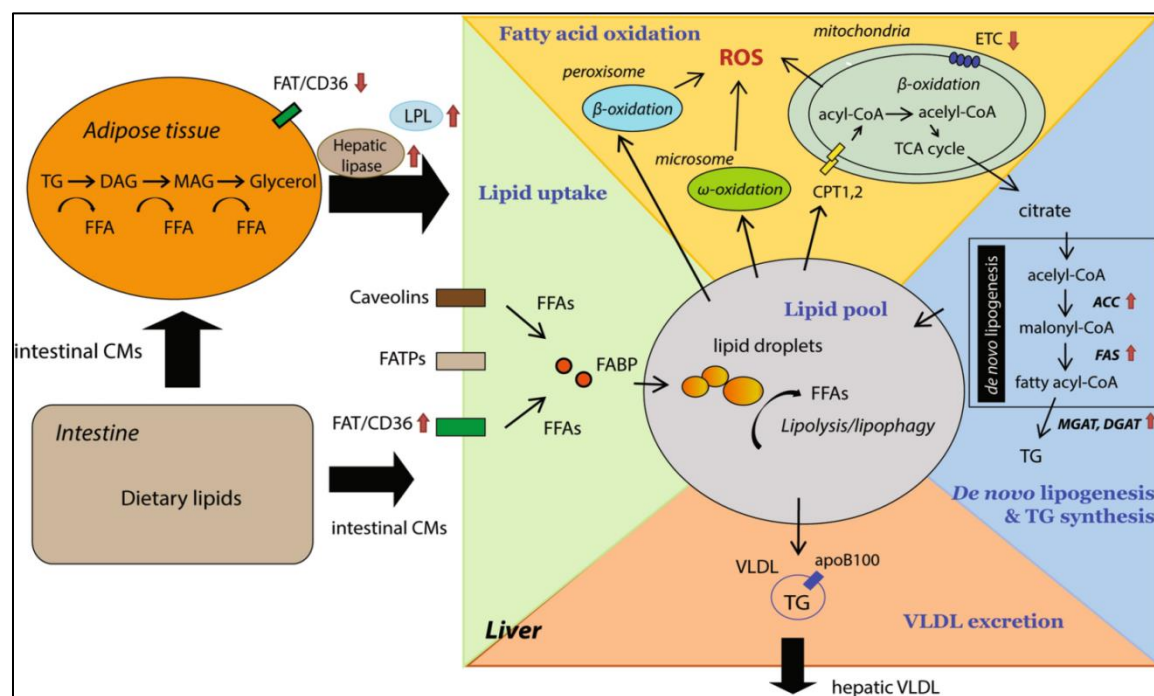 Fatty acid oxidation
mitochondria
ETC
ROS
peroxisome
β-oxidation
β-oxidation
acyl-CoA
acelyl-CoA
TCA cycle
microsome
ω-oxidation
CPT1,2
FAT/CD36
LPL
Adipose tissue
Hepatic
lipase
TG
DAG
MAG
Glycerol
FFA
FFA
FFA
Lipid uptake
citrate
de novo lipogenesis
acelyl-CoA
ACC
malonyl-CoA
FAS
fatty acyl-CoA
MGAT, DGAT
TG
De novo lipogenesis
& TG synthesis
Caveolins
FFAs
FATPs
FABP
FAT/CD36
FFAs
Lipid pool
lipid droplets
FFAs
Lipolysis/lipophagy
intestinal CMs
Intestine
Dietary lipids
intestinal CMs
VLDL
apoB100
TG
Liver
VLDL excretion
hepatic VLDL